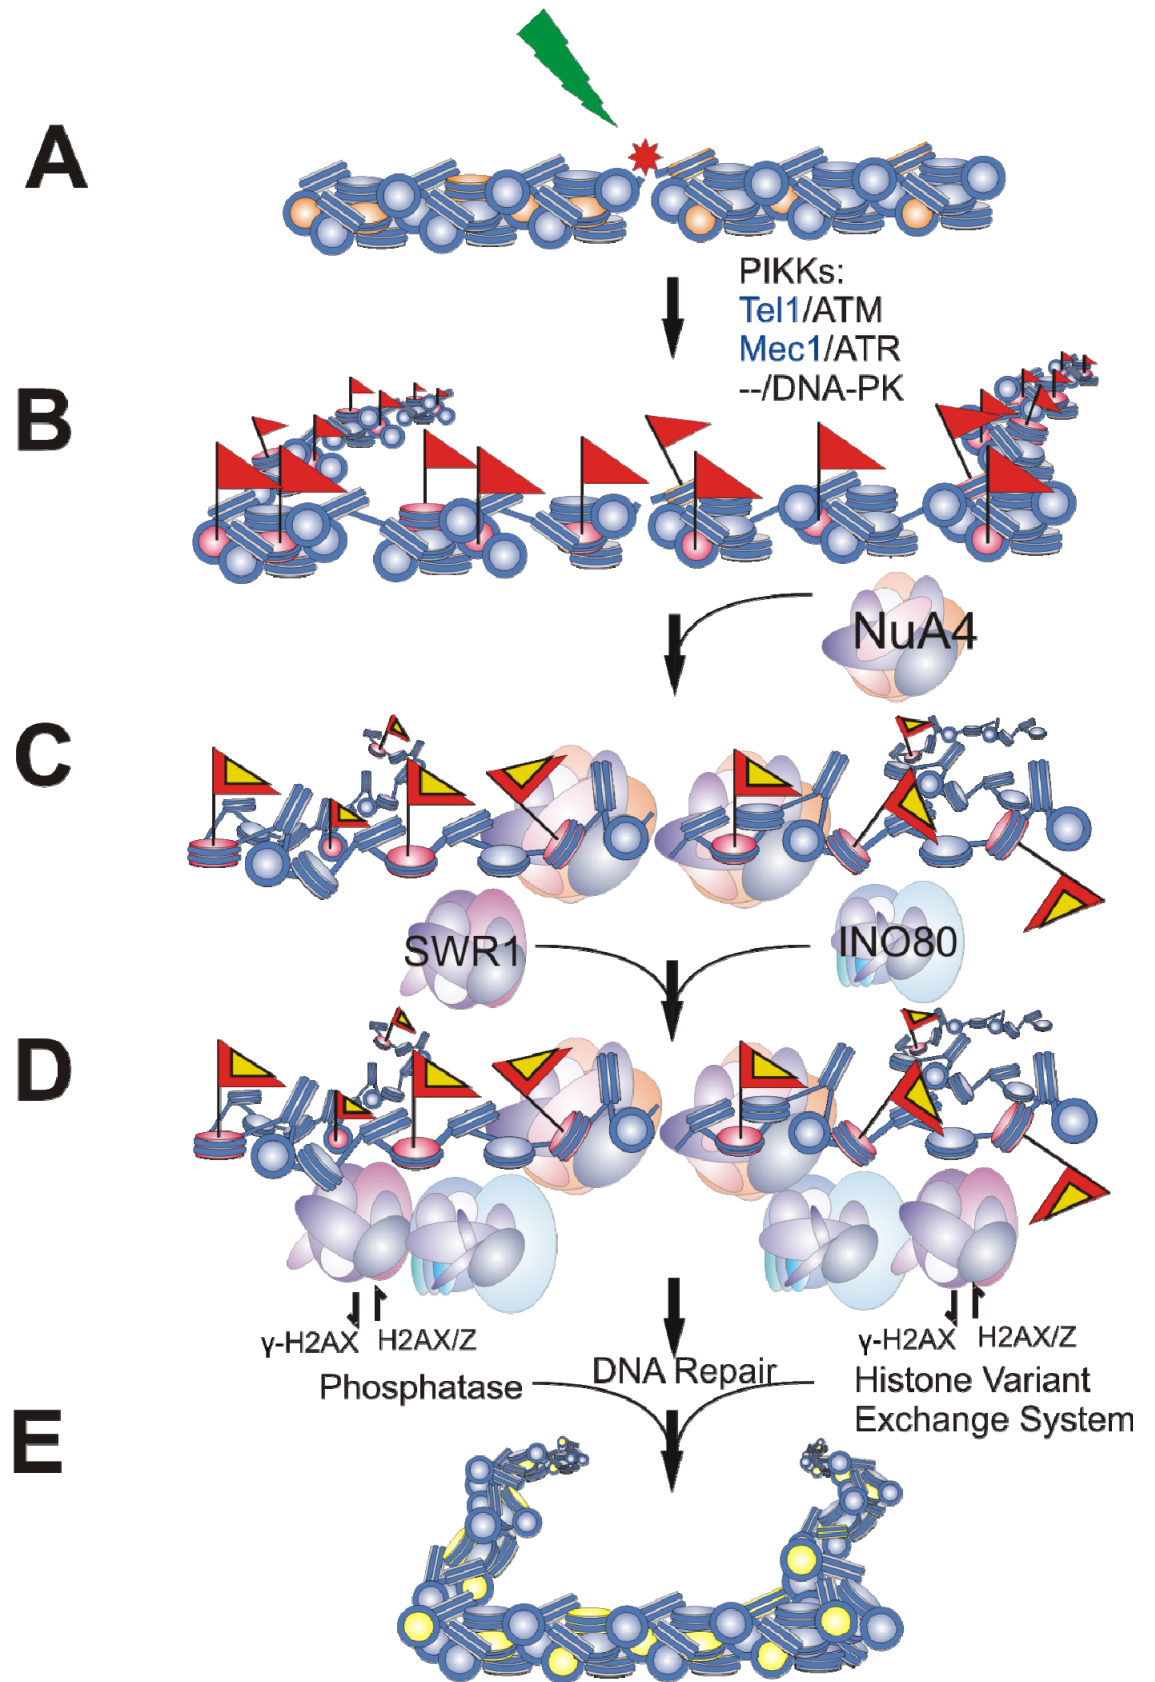 A
PIKKs:
Tel1/ATM
Mec1/ATR
--/DNA-PK
B
NuA4
C
SWR1
INO80
D
γ-H2AX
H2AX/Z
γ-H2AX
H2AX/Z
Phosphatase
DNA Repair
Histone Variant
Exchange System
E